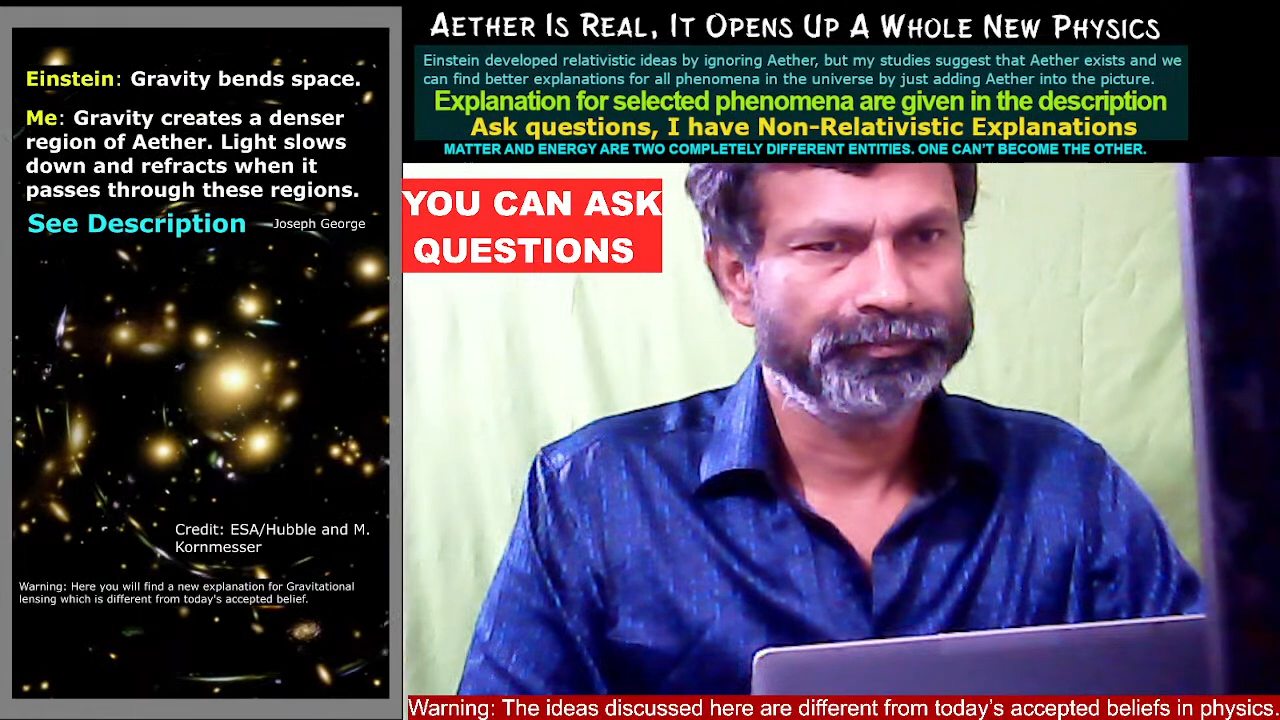 Einstein: Gravity bends space.
Me: Gravity creates a denser
region of Aether. Light slows
down and refracts when it
passes through these regions.
See Description
Joseph George
Credit: ESA/Hubble and M.
Kornmesser
Warning: Here you will find a new explanation for Gravitational
lensing which is different from today's accepted belief.
AETHER IS REAL, IT OPENS UP A WHOLE NEW PHYSICS
Einstein developed relativistic ideas by ignoring Aether, but my studies suggest that Aether exists and we
can find better explanations for all phenomena in the universe by just adding Aether into the picture.
Explanation for selected phenomena are given in the description
Ask questions, I have Non-Relativistic Explanations
MATTER AND ENERGY ARE TWO COMPLETELY DIFFERENT ENTITIES. ONE CAN'T BECOME THE OTHER.
YOU CAN ASK
QUESTIONS
Warning: The ideas discussed here are different from today's accepted beliefs in physics.